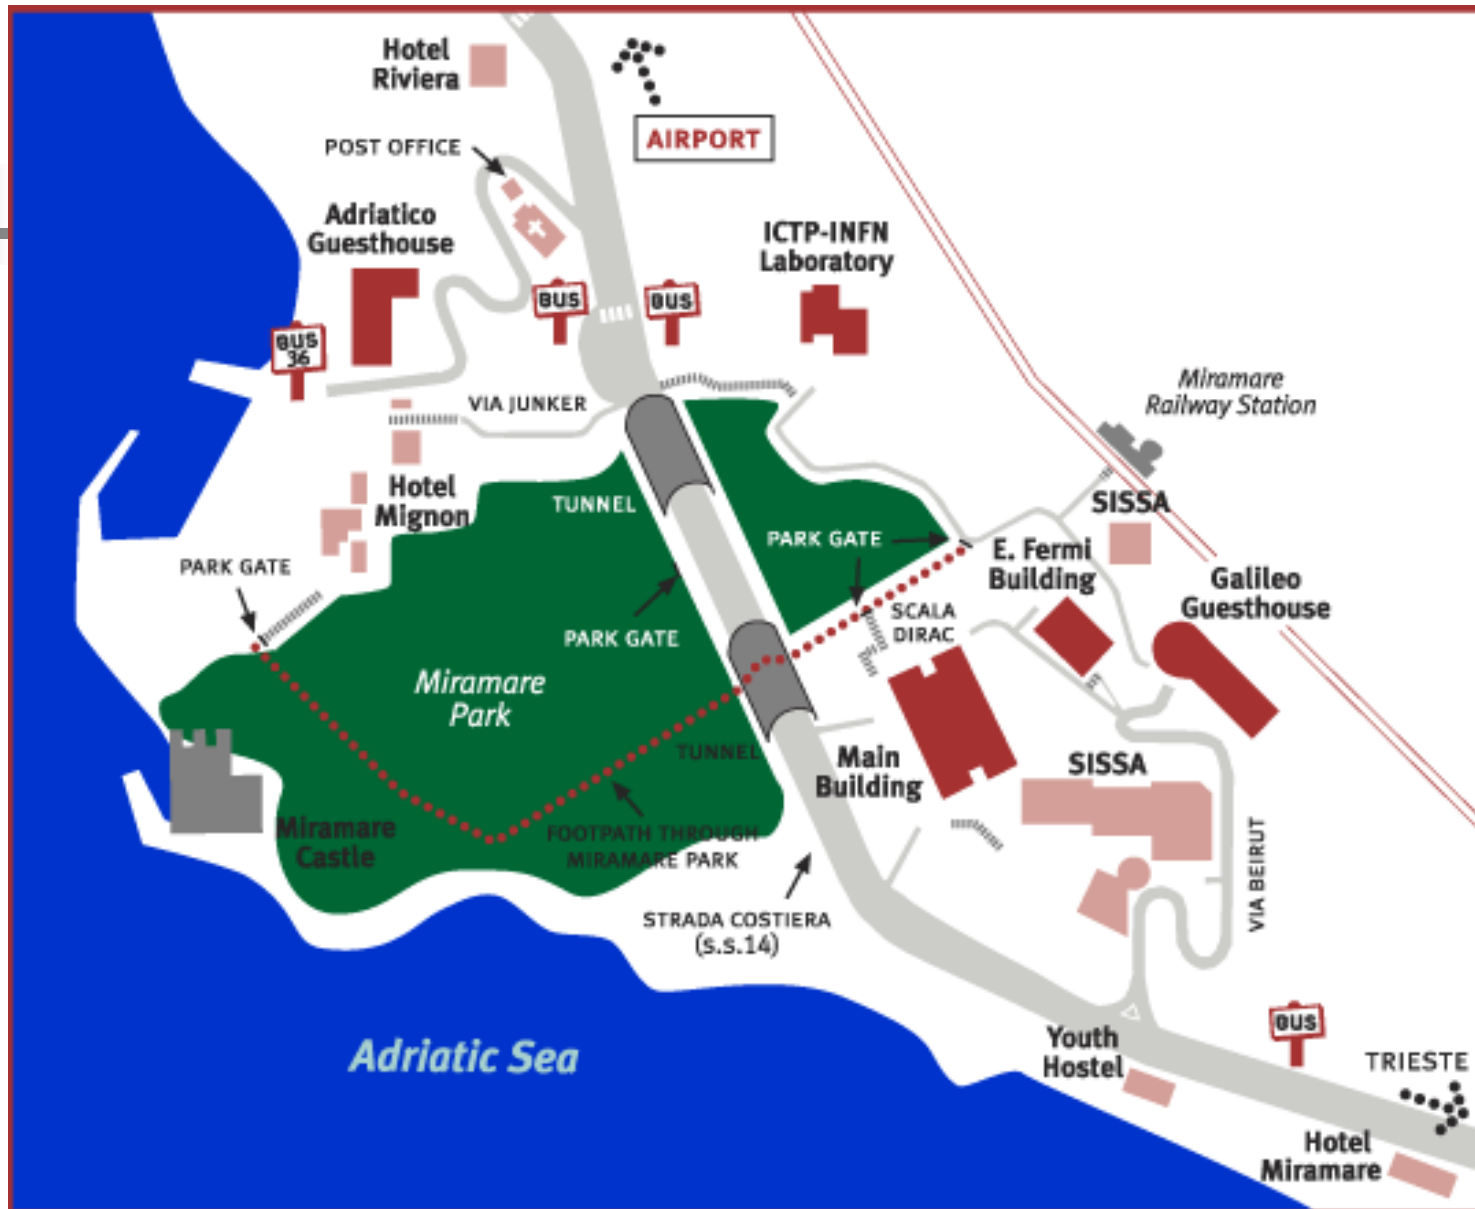 Hotel
Riviera
AIRPORT
POST OFFICE
Adriatico
Guesthouse
ICTP-INFN
Laboratory
BUS
BUS
BUS
36
Miramare
Railway Station
VIA JUNKER
Hotel
Mignon
TUNNEL
SISSA
PARK GATE
E. Fermi
Building
PARK GATE
Galileo
Guesthouse
SCALA
DIRAC
PARK GATE
Miramare
Park
TUNNEL
Main
Building
SISSA
Miramare
Castle
FOOTPATH THROUGH
MIRAMARE PARK
VIA BEIRUT
STRADA COSTIERA
(s.s.14)
BUS
Youth
Hostel
Adriatic Sea
TRIESTE
Hotel
Miramare